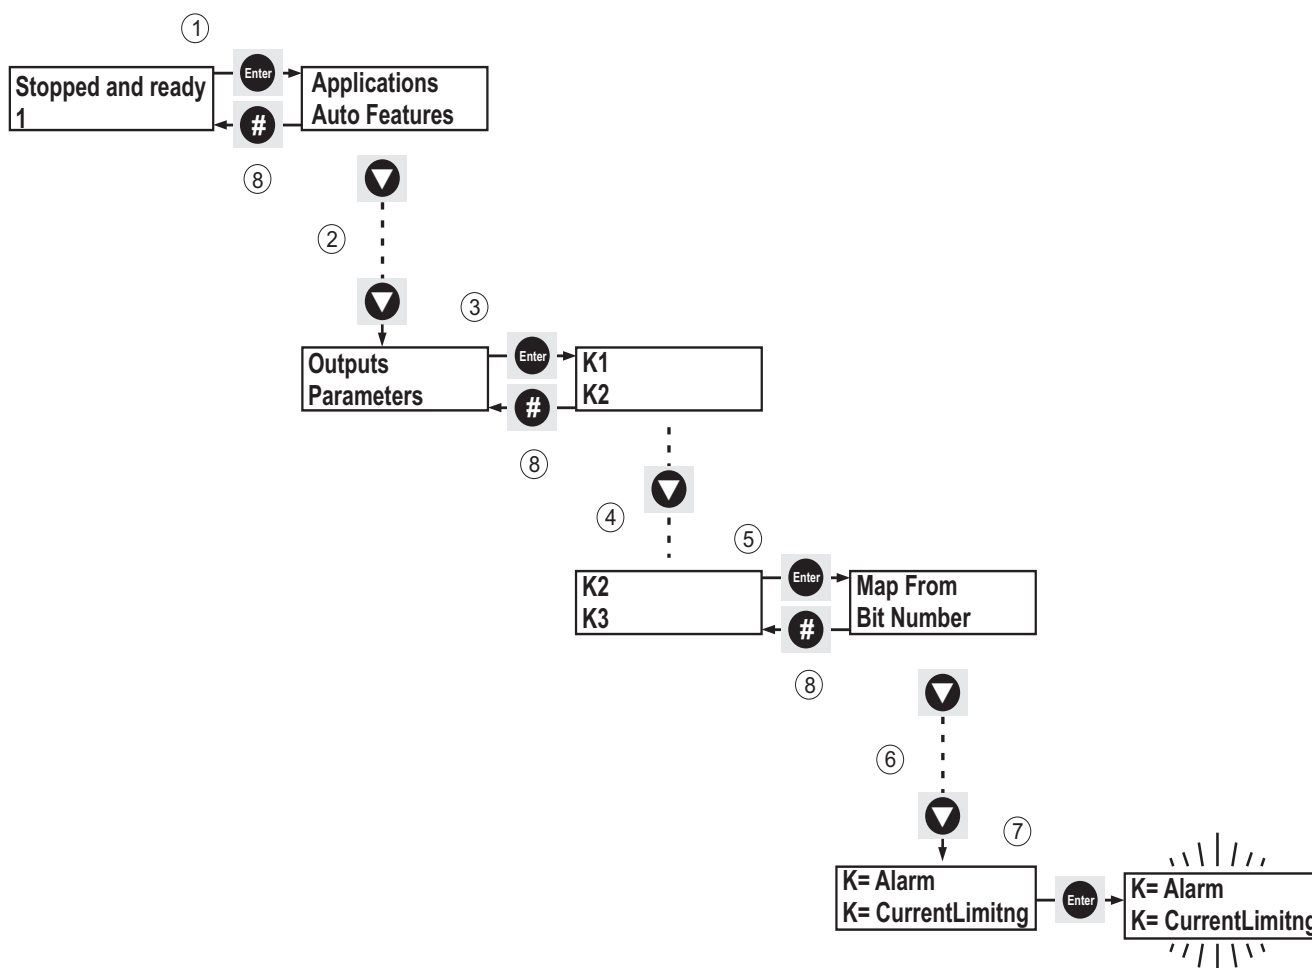 1
Stopped and ready
1
Enter
#
Applications
Auto Features
8
2
3
Outputs
Parameters
Enter
#
K1
K2
8
4
5
K2
K3
Enter
#
Map From
Bit Number
8
6
7
K= Alarm
K= CurrentLimitng
Enter
K= Alarm
K= CurrentLimitng